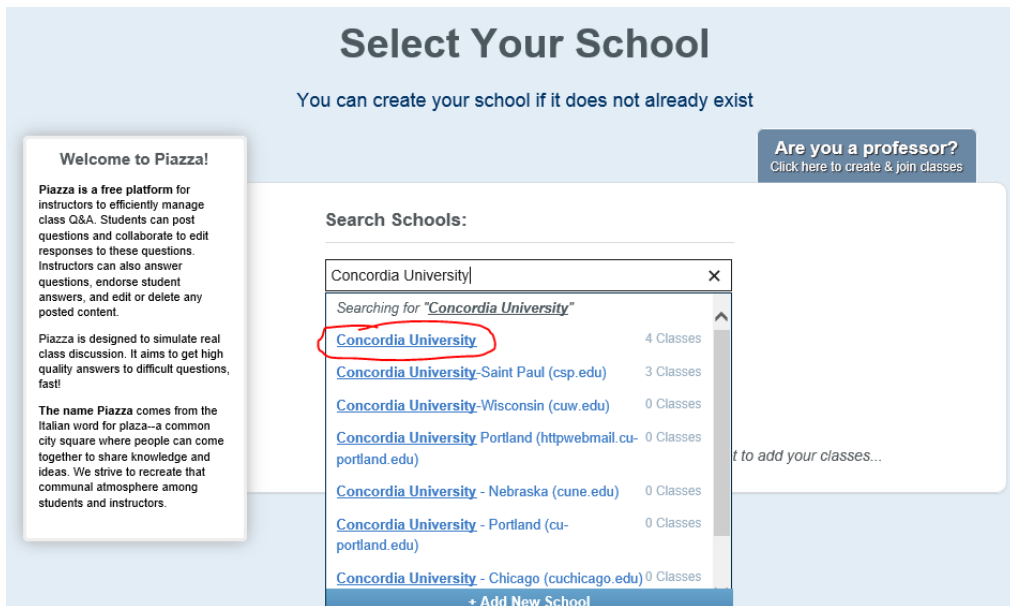 Select Your School
You can create your school if it does not already exist
Welcome to Piazza!
Piazza is a free platform for
instructors to efficiently manage
class Q&A. Students can post
questions and collaborate to edit
responses to these questions.
Instructors can also answer
questions, endorse student
answers, and edit or delete any
posted content.
Piazza is designed to simulate real
class discussion. It aims to get high
quality answers to difficult questions,
fast!
The name Piazza comes from the
Italian word for plaza--a common
city square where people can come
together to share knowledge and
ideas. We strive to recreate that
communal atmosphere among
students and instructors.
Are you a professor?
Click here to create & join classes
Search Schools:
Concordia University
Searching for "Concordia University"
Concordia University 4 Classes
Concordia University-Saint Paul (csp.edu) 3 Classes
Concordia University-Wisconsin (cuw.edu) 0 Classes
Concordia University Portland (httpwebmail.cu- 0 Classes
portland.edu)
Concordia University - Nebraska (cune.edu) 0 Classes
Concordia University - Portland (cu- 0 Classes
portland.edu)
Concordia University - Chicago (cuchicago.edu) 0 Classes
+ Add New School
t to add your classes...